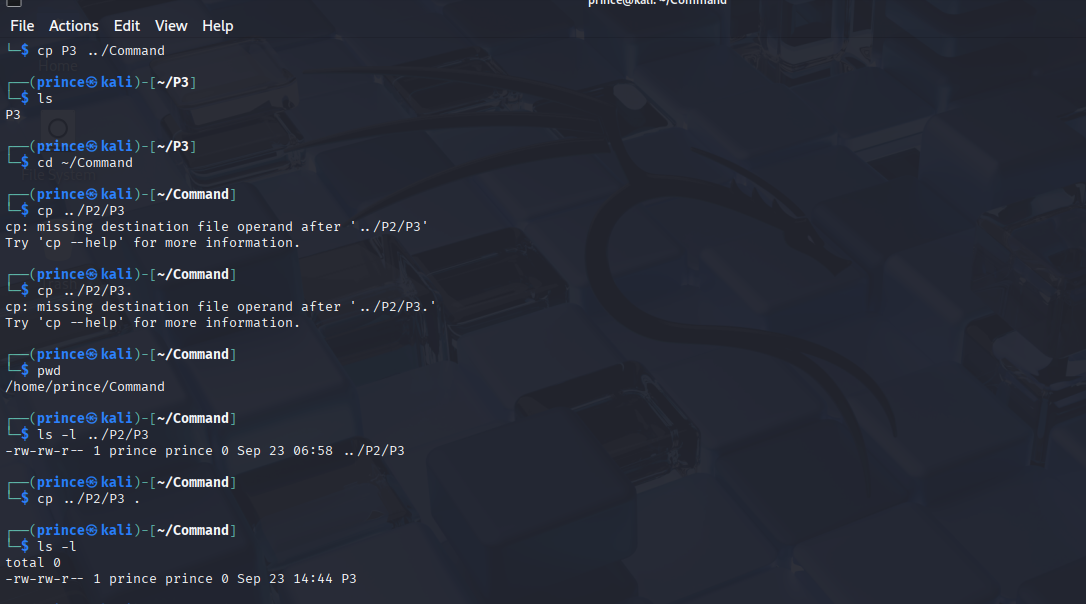 prince@kali: ~/Command
File Actions Edit View Help
└─$ cp P3 ../Command
Home
┌──(prince㉿kali)-[~/P3]
└─$ ls
P3
┌──(prince㉿kali)-[~/P3]
└─$ cd ~/Command
File System
┌──(prince㉿kali)-[~/Command]
└─$ cp ../P2/P3
cp: missing destination file operand after '../P2/P3'
Try 'cp --help' for more information.
┌──(prince㉿kali)-[~/Command]
└─$ cp ../P2/P3.
cp: missing destination file operand after '../P2/P3.'
Try 'cp --help' for more information.
┌──(prince㉿kali)-[~/Command]
└─$ pwd
/home/prince/Command
┌──(prince㉿kali)-[~/Command]
└─$ ls -l ../P2/P3
-rw-rw-r-- 1 prince prince 0 Sep 23 06:58 ../P2/P3
┌──(prince㉿kali)-[~/Command]
└─$ cp ../P2/P3 .
┌──(prince㉿kali)-[~/Command]
└─$ ls -l
total 0
-rw-rw-r-- 1 prince prince 0 Sep 23 14:44 P3